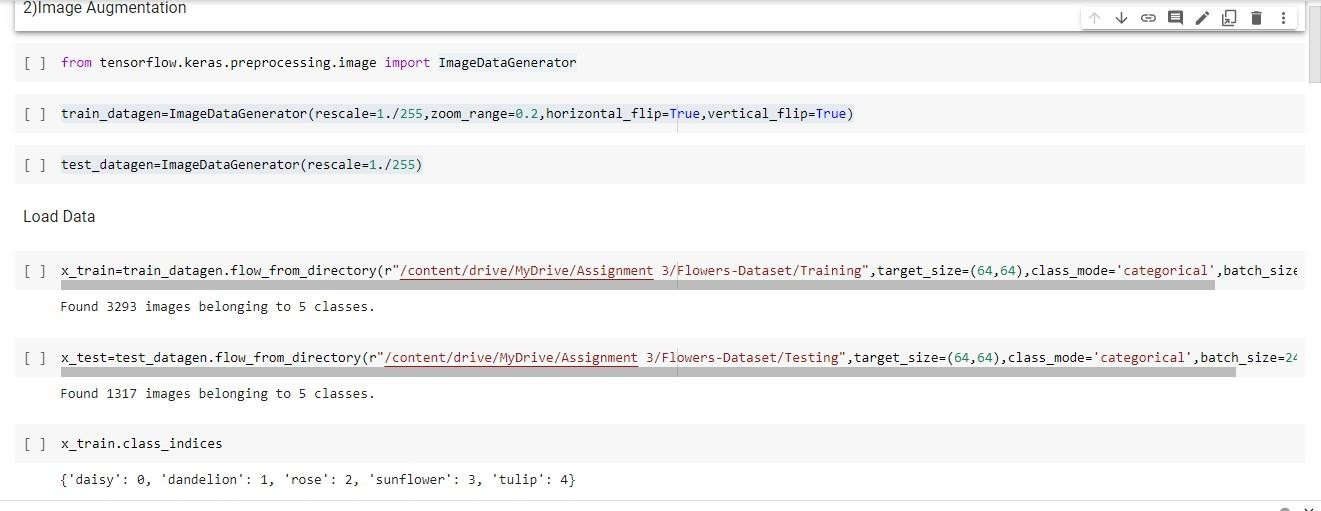 2)Image Augmentation
[ ] from tensorflow.keras.preprocessing.image import ImageDataGenerator
[ ] train_datagen=ImageDataGenerator(rescale=1./255,zoom_range=0.2,horizontal_flip=True,vertical_flip=True)
[ ] test_datagen=ImageDataGenerator(rescale=1./255)
Load Data
[ ] x_train=train_datagen.flow_from_directory(r"/content/drive/MyDrive/Assignment 3/Flowers-Dataset/Training",target_size=(64,64),class_mode='categorical',batch_size
Found 3293 images belonging to 5 classes.
[ ] x_test=test_datagen.flow_from_directory(r"/content/drive/MyDrive/Assignment 3/Flowers-Dataset/Testing",target_size=(64,64),class_mode='categorical',batch_size=24
Found 1317 images belonging to 5 classes.
[ ] x_train.class_indices
{'daisy': 0, 'dandelion': 1, 'rose': 2, 'sunflower': 3, 'tulip': 4}